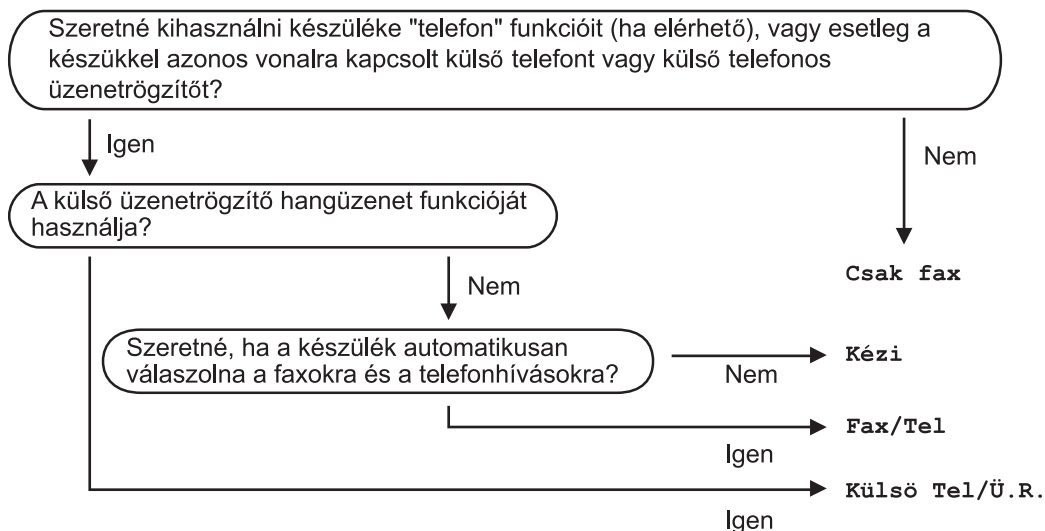 Szeretné kihasználni készüléke "telefon" funkcióit (ha elérhető), vagy esetleg a
készükkel azonos vonalra kapcsolt külső telefont vagy külső telefonos
üzenetrögzítőt?
Igen
Nem
A külső üzenetrögzítő hangüzenet funkcióját
használja?
Csak fax
Nem
Szeretné, ha a készülék automatikusan
válaszolna a faxokra és a telefonhívásokra?
Nem
Kézi
Fax/Tel
Igen
Külsö Tel/Ü.R.
Igen